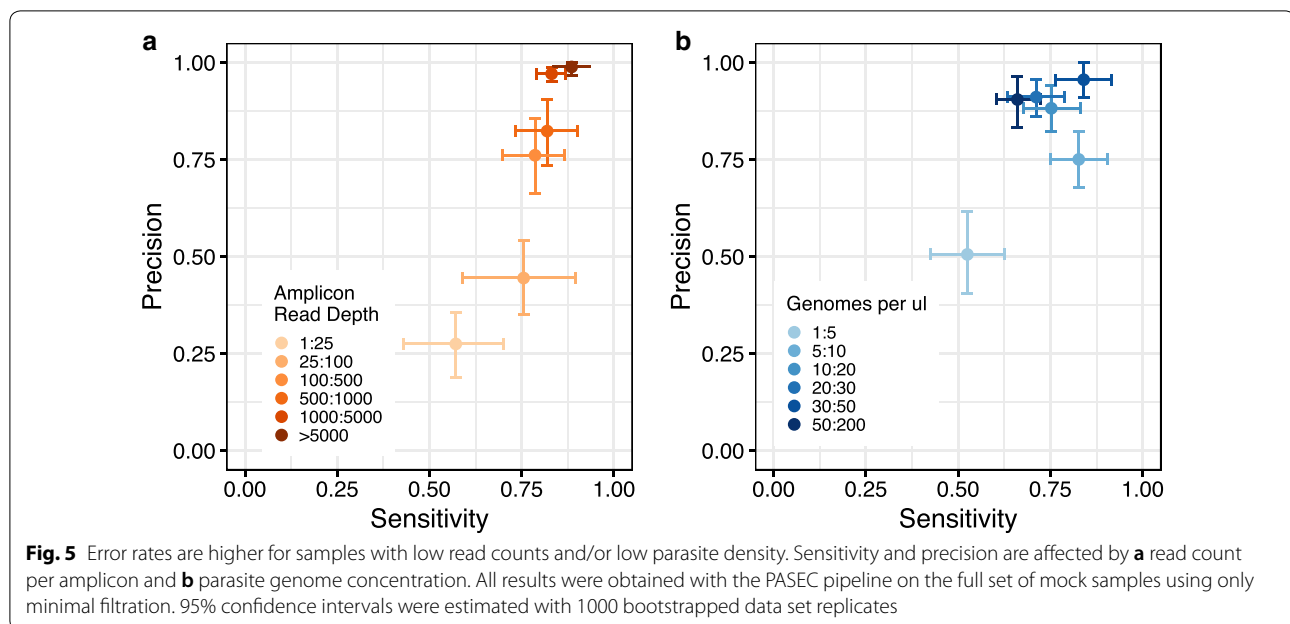 a
1.00
0.75
0.50
0.25
0.00
Precision
Amplicon
Read Depth
1:25
25:100
100:500
500:1000
1000:5000
>5000
0.00 0.25 0.50 0.75 1.00
Sensitivity
b
1.00
0.75
0.50
0.25
0.00
Precision
Genomes per ul
1:5
5:10
10:20
20:30
30:50
50:200
0.00 0.25 0.50 0.75 1.00
Sensitivity
Fig. 5 Error rates are higher for samples with low read counts and/or low parasite density. Sensitivity and precision are affected by a read count
per amplicon and b parasite genome concentration. All results were obtained with the PASEC pipeline on the full set of mock samples using only
minimal filtration. 95% confidence intervals were estimated with 1000 bootstrapped data set replicates